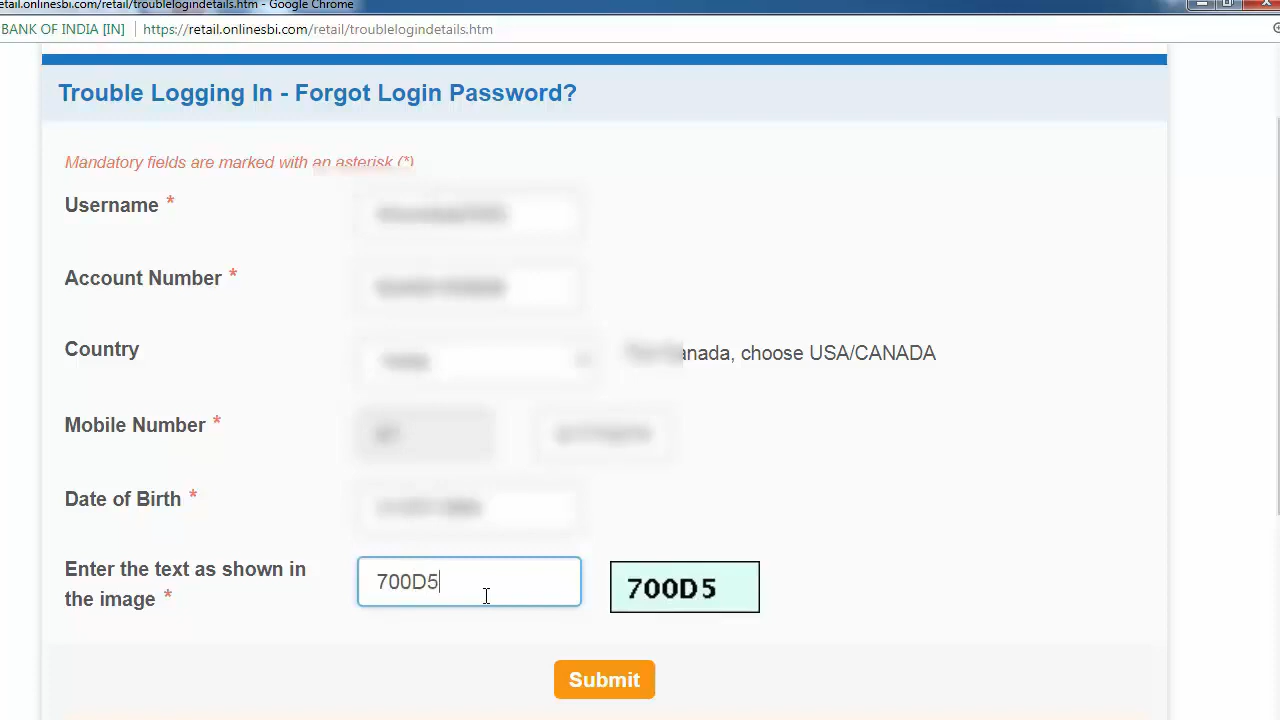 etail.onlinesbi.com/retail/troublelogindetails.htm - Google Chrome
BANK OF INDIA [IN] https://retail.onlinesbi.com/retail/troublelogindetails.htm
Trouble Logging In - Forgot Login Password?
Mandatory fields are marked with an asterisk (*)
Username *
Account Number *
Country anada, choose USA/CANADA
Mobile Number *
Date of Birth *
Enter the text as shown in
the image * 700D5 700D5
Submit